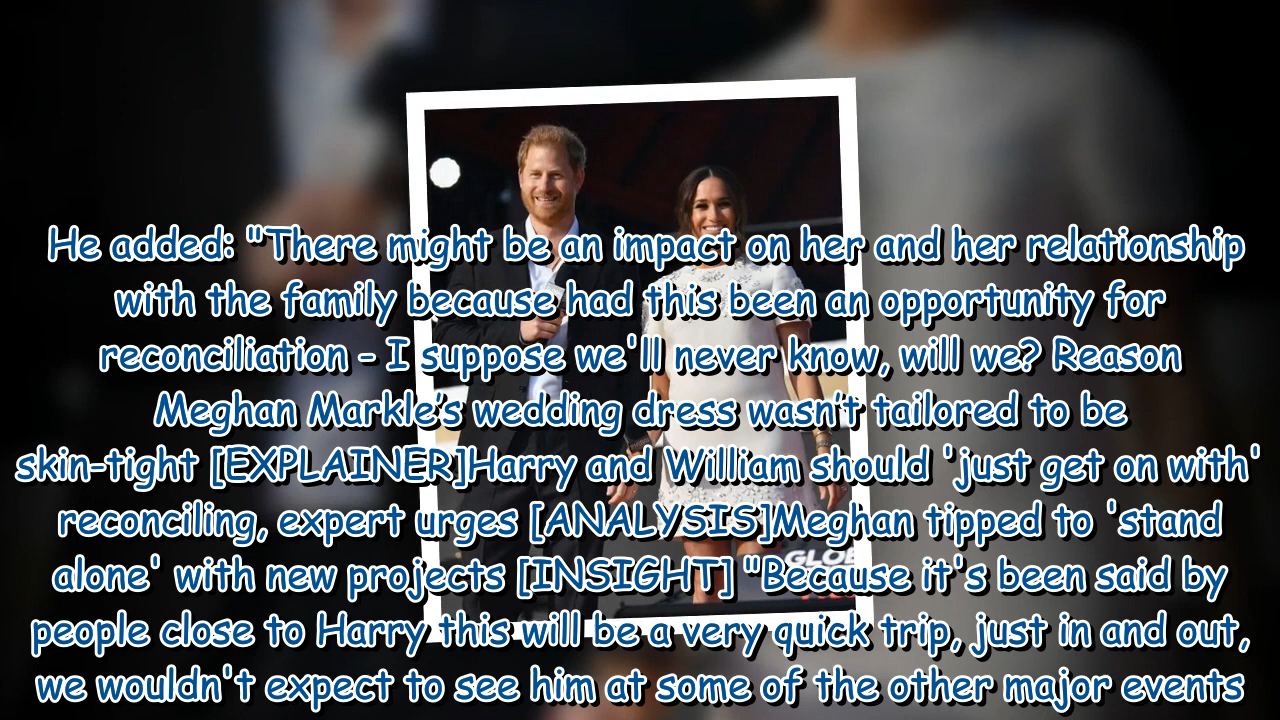 He added: "There might be an impact on her and her relationship
with the family because had this been an opportunity for
reconciliation - I suppose we'll never know, will we? Reason
Meghan Markle’s wedding dress wasn’t tailored to be
skin-tight [EXPLAINER]Harry and William should 'just get on with'
reconciling, expert urges [ANALYSIS]Meghan tipped to 'stand
alone' with new projects [INSIGHT] "Because it's been said by
people close to Harry this will be a very quick trip, just in and out,
we wouldn't expect to see him at some of the other major events